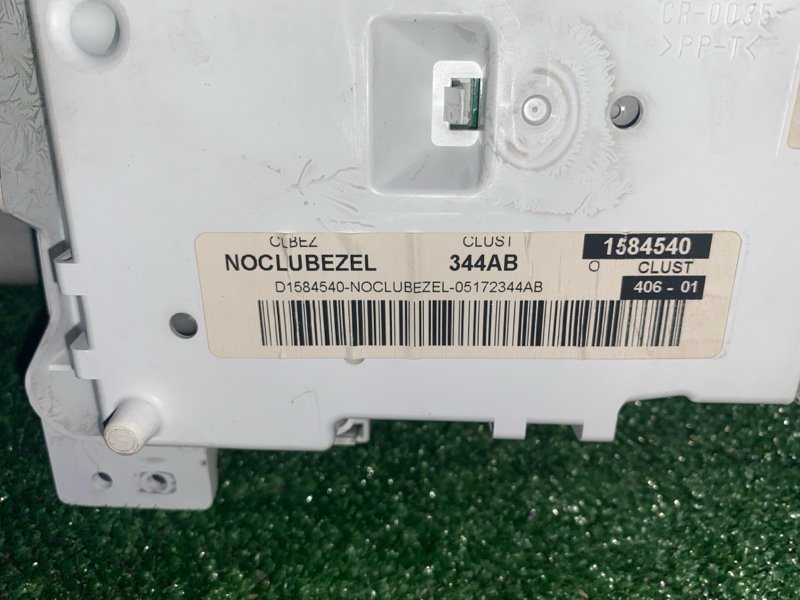 CR-0035
>PP-T<
CLBEZ CLUST 1584540
NOCLUBEZEL 344AB O CLUST
D1584540-NOCLUBEZEL-05172344AB 406 - 01